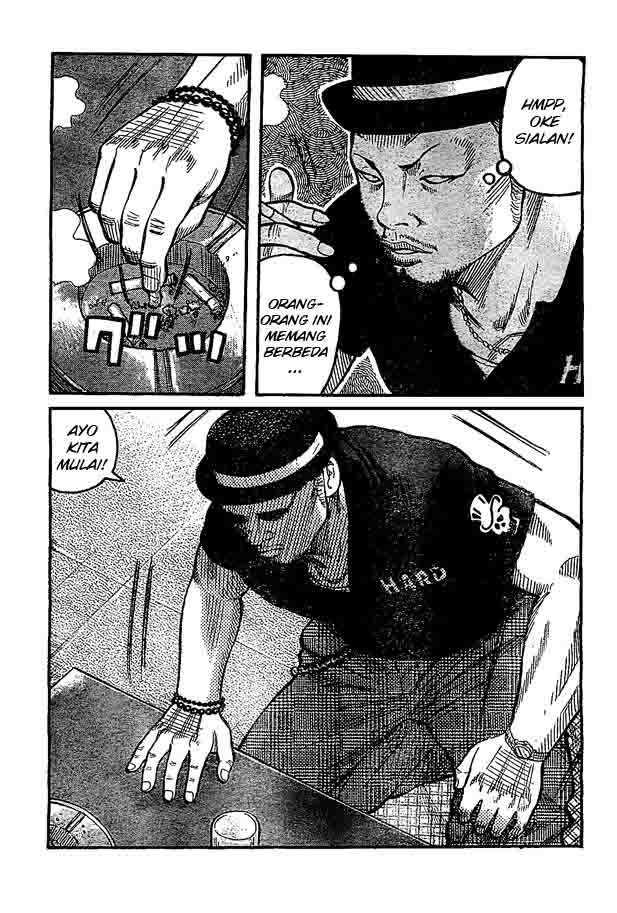 HMPP,
OKE
SIALAN!
ORANG-
ORANG INI
MEMANG
BERBEDA
...
H
AYO
KITA
MULAI!
HARD